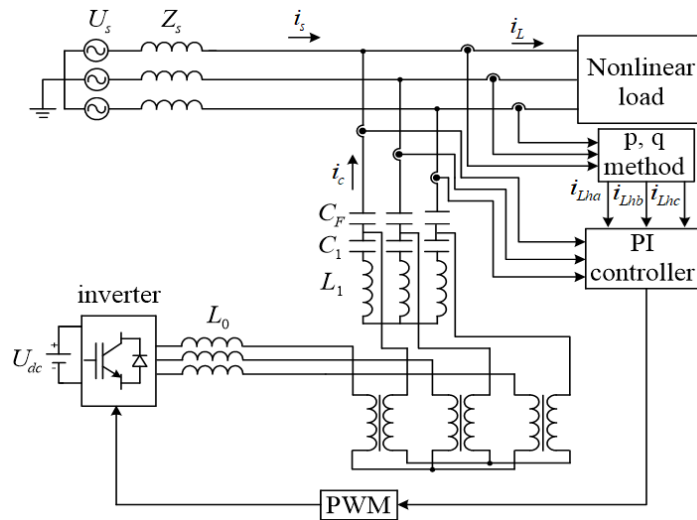 U_s Z_s i_s i_L
Nonlinear
load
p, q
method
i_c
i_Lha i_Lhb i_Lhc
C_F
C_1
PI
controller
L_1
inverter
L_0
U_dc
+
-
PWM